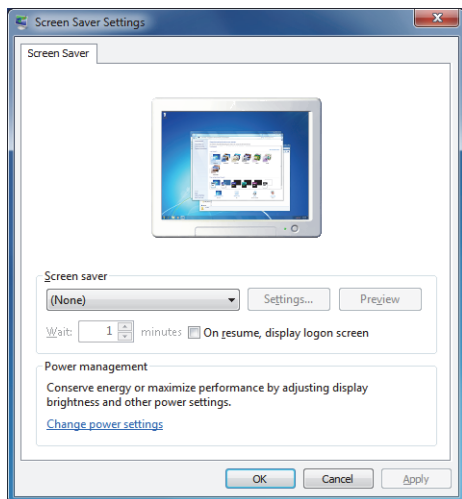 Screen Saver Settings
Screen Saver
Screen saver
(None) Settings... Preview
Wait: 1 minutes On resume, display logon screen
Power management
Conserve energy or maximize performance by adjusting display
brightness and other power settings.
Change power settings
OK Cancel Apply